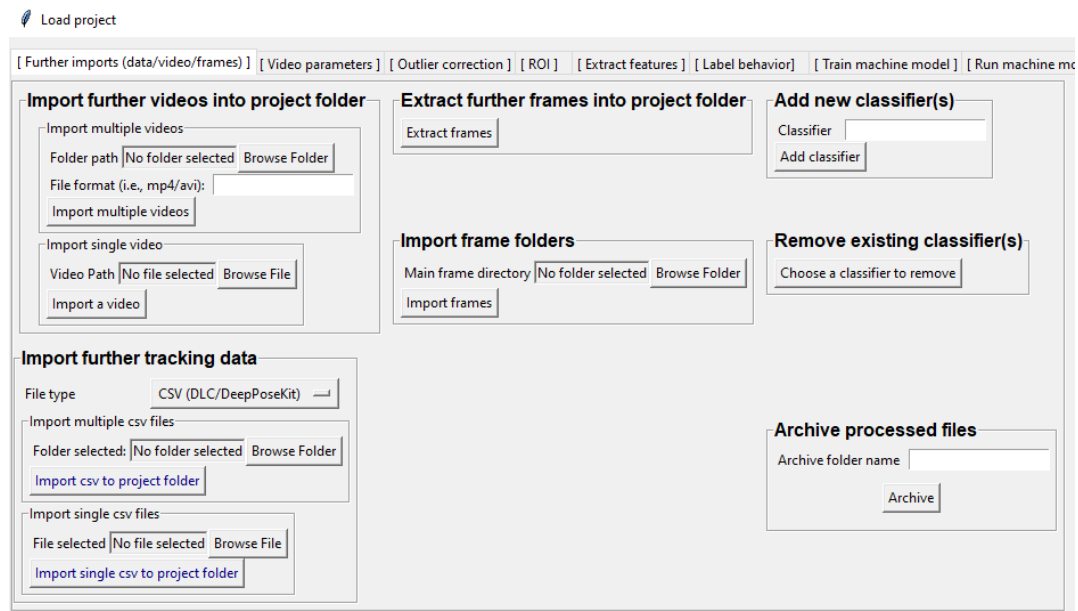 Load project
[ Further imports (data/video/frames) ] [ Video parameters ] [ Outlier correction ] [ ROI ] [ Extract features ] [ Label behavior] [ Train machine model ] [ Run machine mo
Import further videos into project folder
Import multiple videos
Folder path No folder selected Browse Folder
File format (i.e., mp4/avi):
Import multiple videos
Import single video
Video Path No file selected Browse File
Import a video
Import further tracking data
File type CSV (DLC/DeepPoseKit)
Import multiple csv files
Folder selected: No folder selected Browse Folder
Import csv to project folder
Import single csv files
File selected No file selected Browse File
Import single csv to project folder
Extract further frames into project folder
Extract frames
Import frame folders
Main frame directory No folder selected Browse Folder
Import frames
Add new classifier(s)
Classifier
Add classifier
Remove existing classifier(s)
Choose a classifier to remove
Archive processed files
Archive folder name
Archive